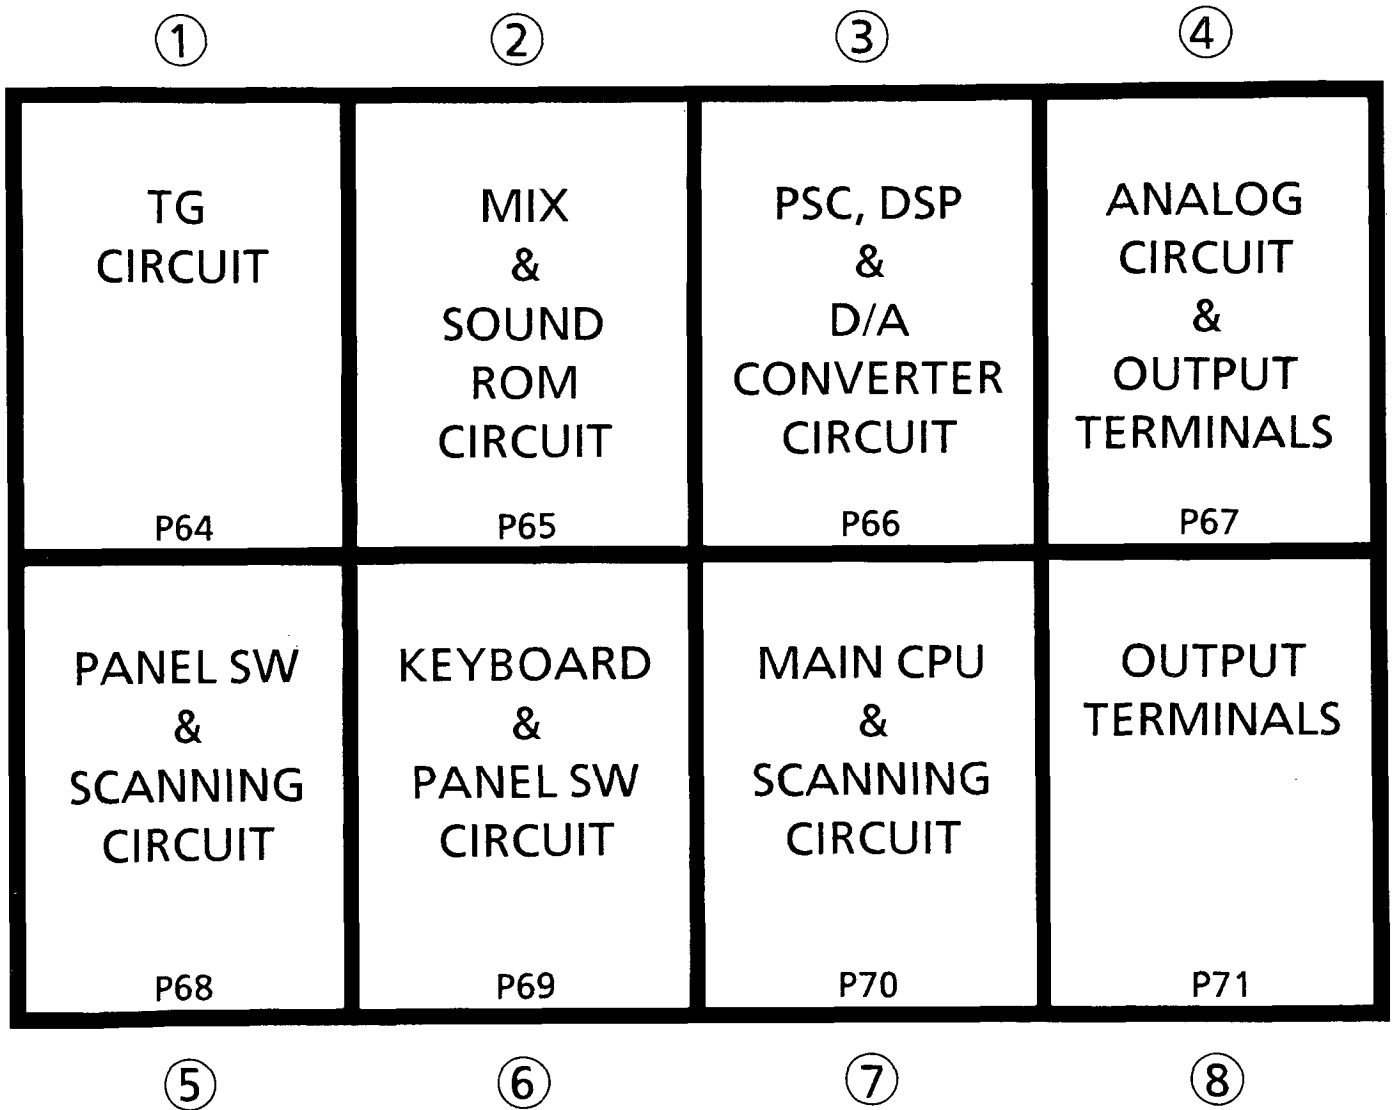 ① ② ③ ④
TG
CIRCUIT
P64
MIX
&
SOUND
ROM
CIRCUIT
P65
PSC, DSP
&
D/A
CONVERTER
CIRCUIT
P66
ANALOG
CIRCUIT
&
OUTPUT
TERMINALS
P67
PANEL SW
&
SCANNING
CIRCUIT
P68
KEYBOARD
&
PANEL SW
CIRCUIT
P69
MAIN CPU
&
SCANNING
CIRCUIT
P70
OUTPUT
TERMINALS
P71
⑤ ⑥ ⑦ ⑧